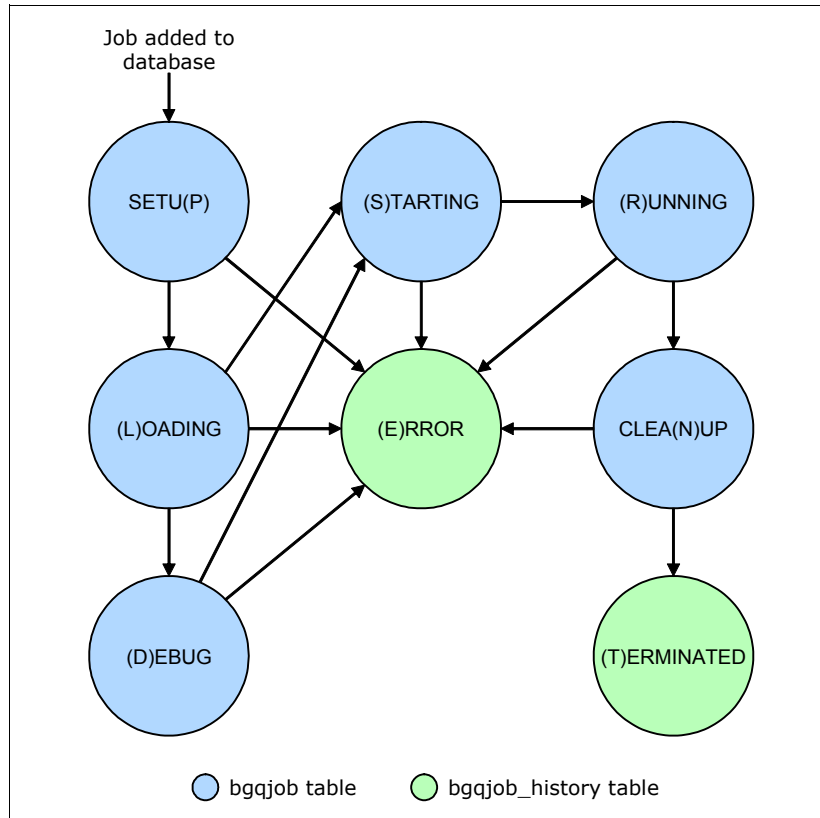 Job added to
database
SETU(P)
(S)TARTING
(R)UNNING
(L)OADING
(E)RROR
CLEA(N)UP
(D)EBUG
(T)ERMINATED
bgqjob table
bgqjob_history table